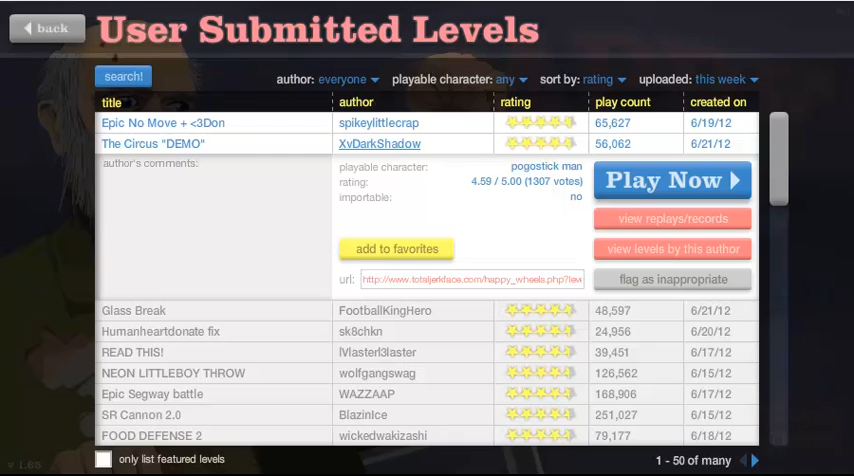 back
User Submitted Levels
search!
author: everyone playable character: any sort by: rating uploaded: this week
title author rating play count created on
Epic No Move + <3Don spikeylittlecrap 65,627 6/19/12
The Circus "DEMO" XvDarkShadow 56,062 6/21/12
author's comments:
playable character: pogostick man
rating: 4.59 / 5.00 (1307 votes)
importable: no
Play Now
view replays/records
add to favorites
view levels by this author
url: http://www.totaljerkface.com/happy_wheels.php?lev
flag as inappropriate
Glass Break FootballKingHero 48,597 6/21/12
Humanheartdonate fix sk8chkn 24,956 6/20/12
READ THIS! lVlasterl3laster 39,451 6/17/12
NEON LITTLEBOY THROW wolfgangswag 126,562 6/15/12
Epic Segway battle WAZZAAP 168,906 6/17/12
SR Cannon 2.0 BlazinIce 251,027 6/15/12
FOOD DEFENSE 2 wickedwakizashi 79,177 6/18/12
only list featured levels
1 - 50 of many
v 1.65